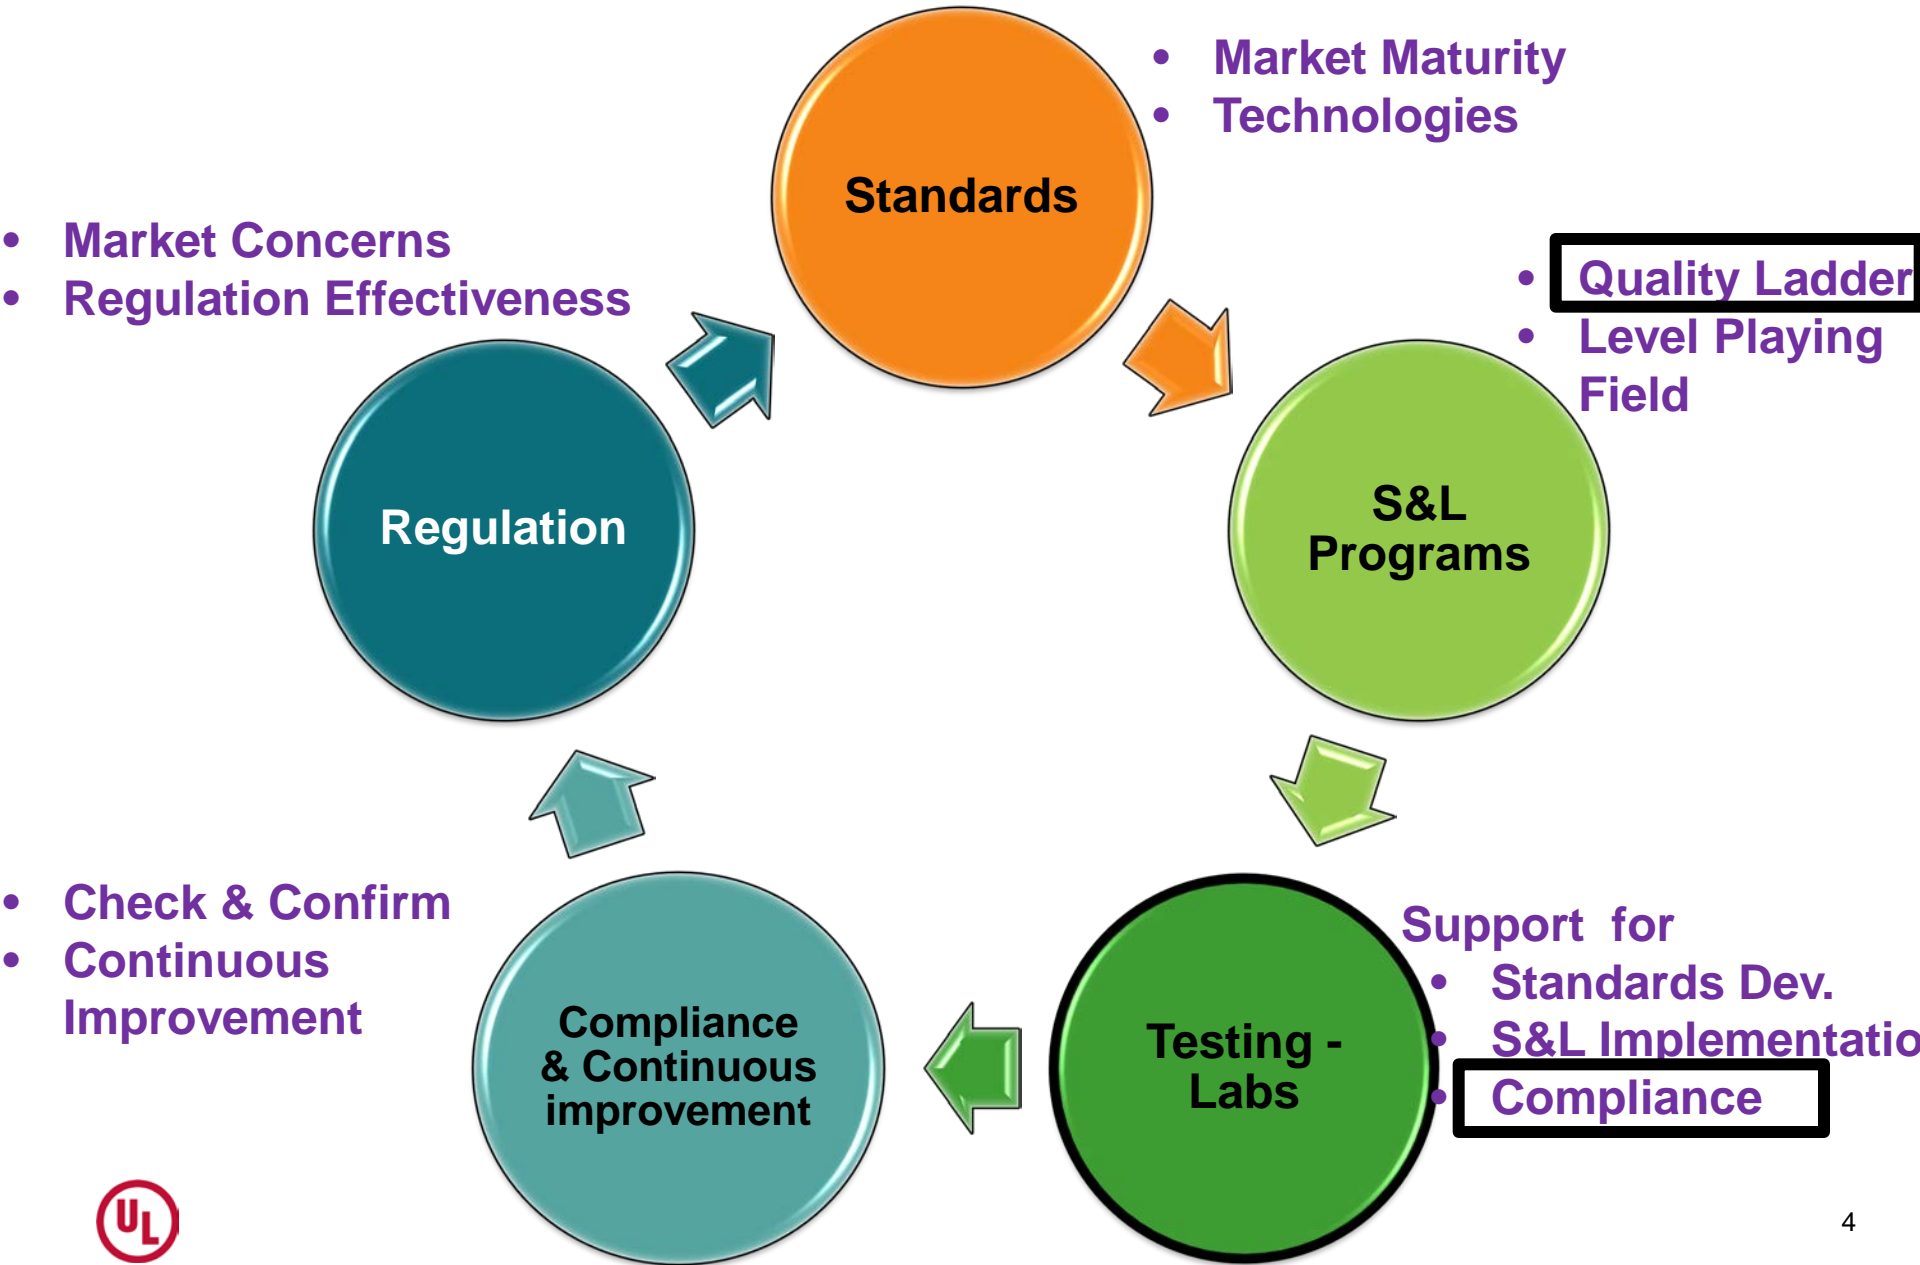 • Market Maturity
• Technologies
Standards
• Market Concerns
• Regulation Effectiveness
• Quality Ladder
• Level Playing
Field
Regulation
S&L
Programs
• Check & Confirm
• Continuous
Improvement
Compliance
& Continuous
improvement
Testing -
Labs
Support for
• Standards Dev.
• S&L Implementatio
• Compliance
UL
4